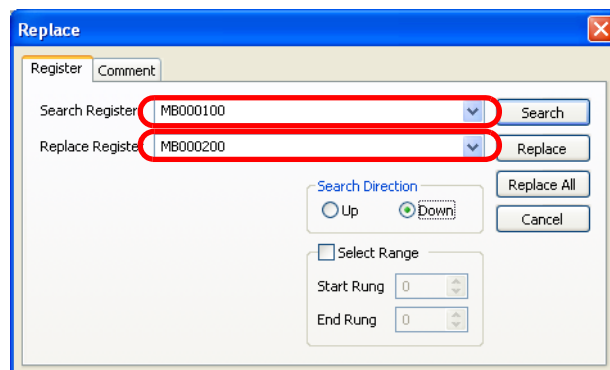 Replace
Register Comment
Search Register MB000100 Search
Replace Register MB000200 Replace
Search Direction Replace All
Up Down Cancel
Select Range
Start Rung 0
End Rung 0